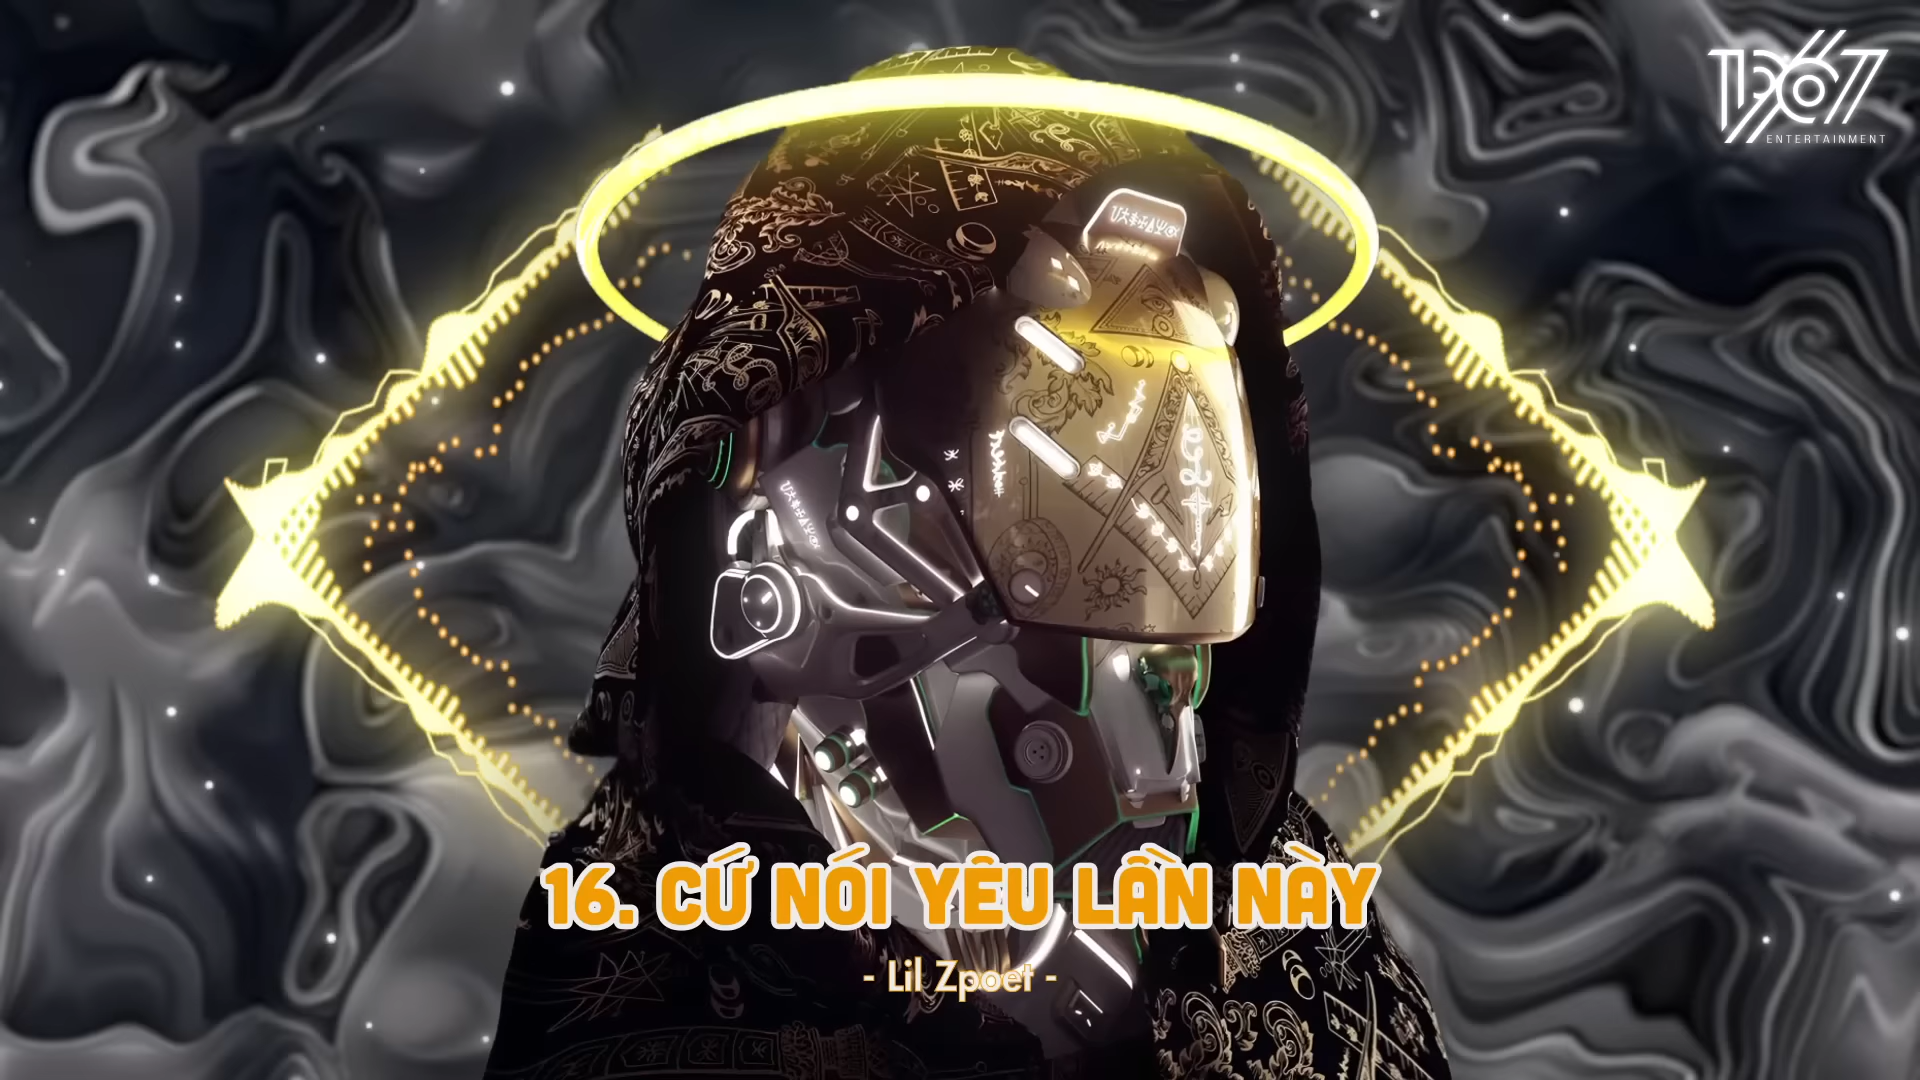 1967
ENTERTAINMENT
16. CỨ NÓI YÊU LẦN NÀY
- Lil Zpoet -